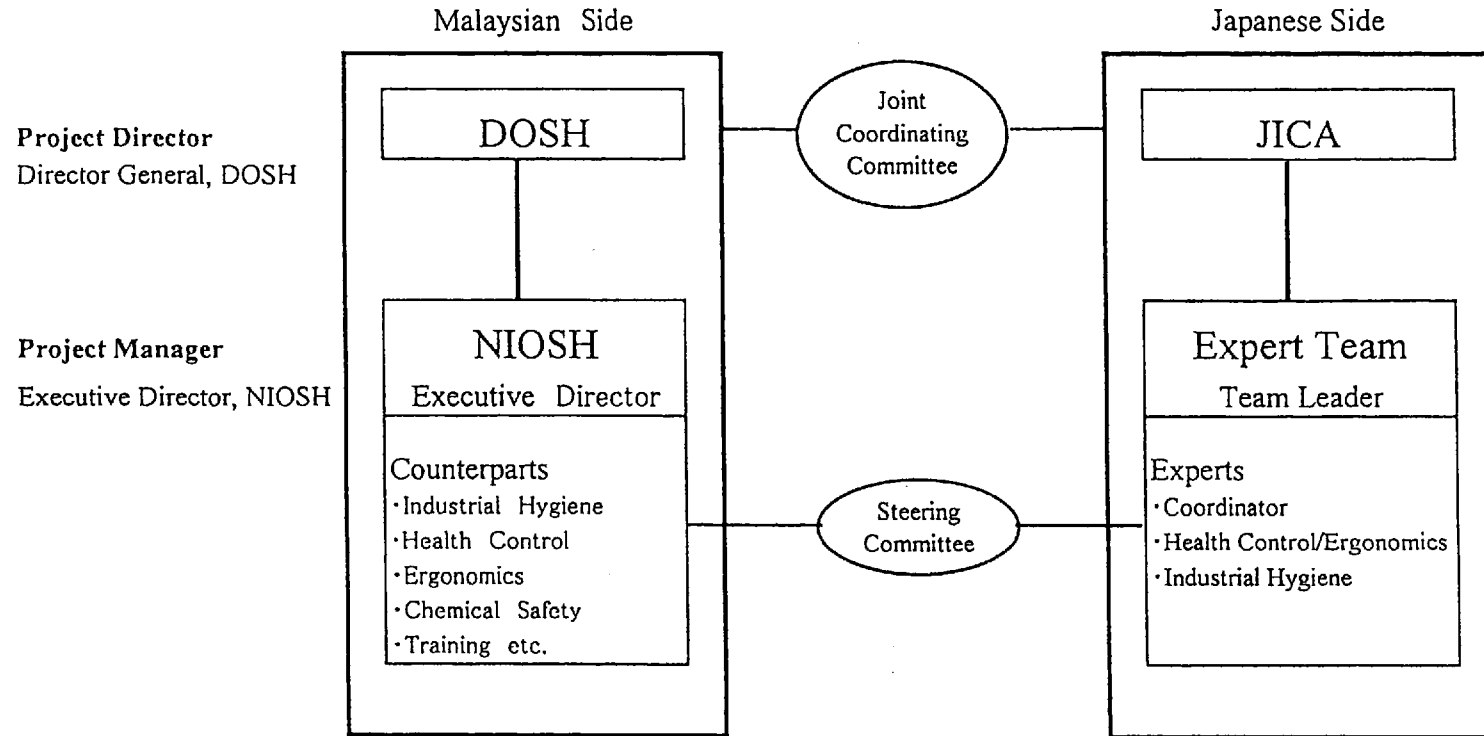 Malaysian Side
Japanese Side
Project Director
Director General, DOSH
DOSH
Joint
Coordinating
Committee
JICA
Project Manager
Executive Director, NIOSH
NIOSH
Executive Director
Counterparts
・Industrial Hygiene
・Health Control
・Ergonomics
・Chemical Safety
・Training etc.
Steering
Committee
Expert Team
Team Leader
Experts
・Coordinator
・Health Control/Ergonomics
・Industrial Hygiene